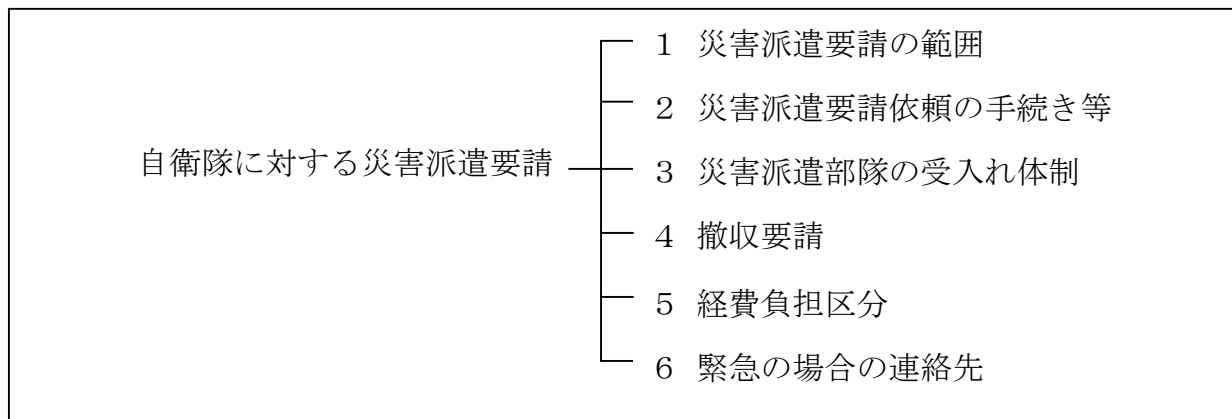 自衛隊に対する災害派遣要請
１ 災害派遣要請の範囲
２ 災害派遣要請依頼の手続き等
３ 災害派遣部隊の受入れ体制
４ 撤収要請
５ 経費負担区分
６ 緊急の場合の連絡先